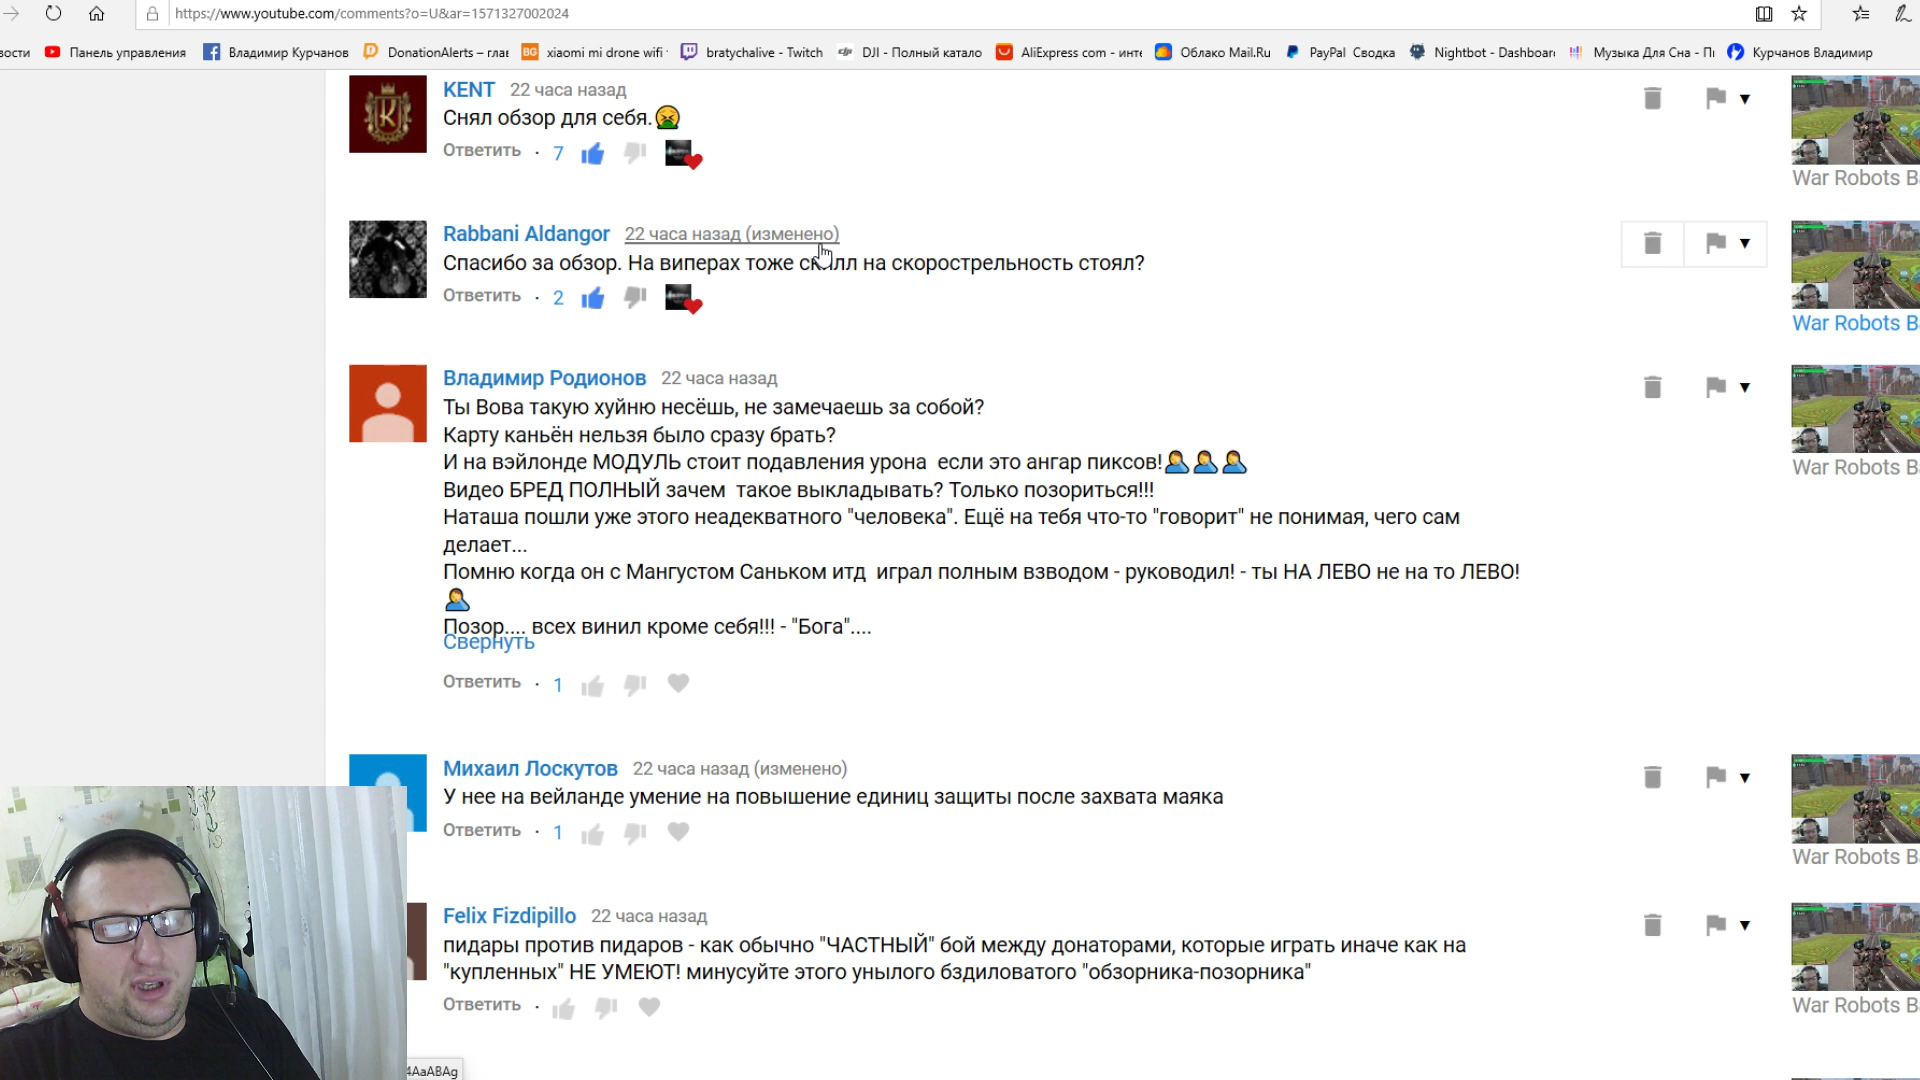 https://www.youtube.com/comments?o=U&ar=1571327002024
вости Панель управления Владимир Курчанов DonationAlerts – глав xiaomi mi drone wifi bratychalive - Twitch DJI - Полный катало AliExpress com - инте Облако Mail.Ru PayPal Сводка Nightbot - Dashboar Музыка Для Сна - Пі Курчанов Владимир
KENT 22 часа назад
Снял обзор для себя.
Ответить · 7
War Robots B
Rabbani Aldangor 22 часа назад (изменено)
Спасибо за обзор. На виперах тоже скилл на скорострельность стоял?
Ответить · 2
War Robots B
Владимир Родионов 22 часа назад
Ты Вова такую хуйню несёшь, не замечаешь за собой?
Карту каньён нельзя было сразу брать?
И на вэйлонде МОДУЛЬ стоит подавления урона если это ангар пиксов!
Видео БРЕД ПОЛНЫЙ зачем такое выкладывать? Только позориться!!!
Наташа пошли уже этого неадекватного "человека". Ещё на тебя что-то "говорит" не понимая, чего сам
делает...
Помню когда он с Мангустом Саньком итд играл полным взводом - руководил! - ты НА ЛЕВО не на то ЛЕВО!
Позор.... всех винил кроме себя!!! - "Бога"....
Свернуть
Ответить · 1
War Robots B
Михаил Лоскутов 22 часа назад (изменено)
У нее на вейланде умение на повышение единиц защиты после захвата маяка
Ответить · 1
War Robots B
Felix Fizdipillo 22 часа назад
пидары против пидаров - как обычно "ЧАСТНЫЙ" бой между донаторами, которые играть иначе как на
"купленных" НЕ УМЕЮТ! минусуйте этого унылого бздиловатого "обзорника-позорника"
Ответить ·
War Robots B
4AaABAg